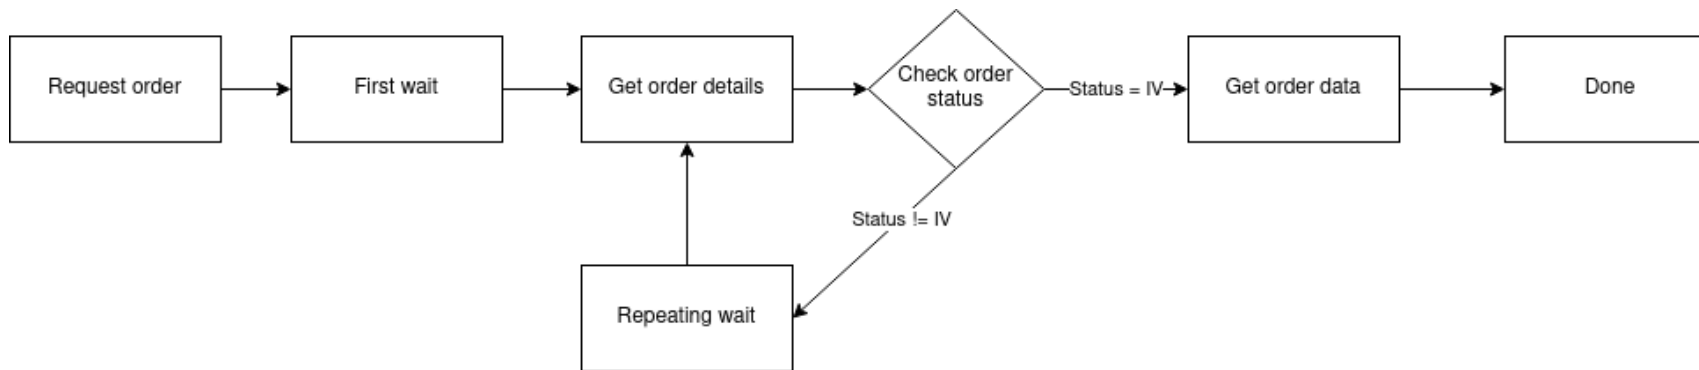 Request order
First wait
Get order details
Check order
status
Status = IV
Get order data
Done
Status != IV
Repeating wait